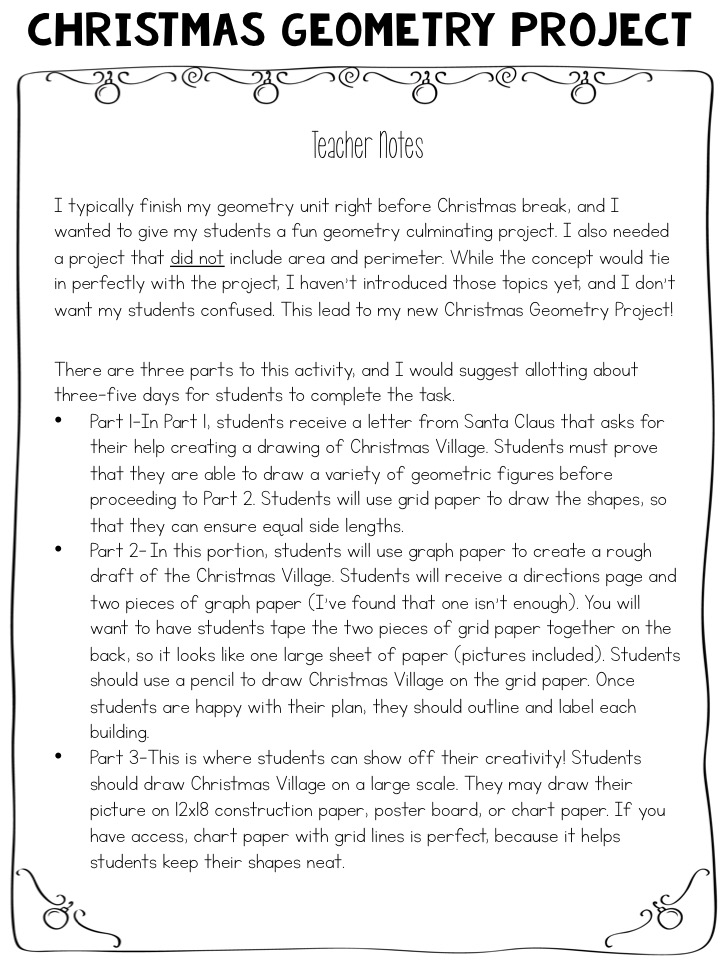 CHRISTMAS GEOMETRY PROJECT
Teacher Notes
I typically finish my geometry unit right before Christmas break, and I
wanted to give my students a fun geometry culminating project. I also needed
a project that did not include area and perimeter. While the concept would tie
in perfectly with the project, I haven't introduced those topics yet, and I don't
want my students confused. This lead to my new Christmas Geometry Project!
There are three parts to this activity, and I would suggest allotting about
three-five days for students to complete the task.
• Part 1-In Part 1, students receive a letter from Santa Claus that asks for
their help creating a drawing of Christmas Village. Students must prove
that they are able to draw a variety of geometric figures before
proceeding to Part 2. Students will use grid paper to draw the shapes, so
that they can ensure equal side lengths.
• Part 2-In this portion, students will use graph paper to create a rough
draft of the Christmas Village. Students will receive a directions page and
two pieces of graph paper (I've found that one isn't enough). You will
want to have students tape the two pieces of grid paper together on the
back, so it looks like one large sheet of paper (pictures included). Students
should use a pencil to draw Christmas Village on the grid paper. Once
students are happy with their plan, they should outline and label each
building.
• Part 3-This is where students can show off their creativity! Students
should draw Christmas Village on a large scale. They may draw their
picture on 12x18 construction paper, poster board, or chart paper. If you
have access, chart paper with grid lines is perfect, because it helps
students keep their shapes neat.